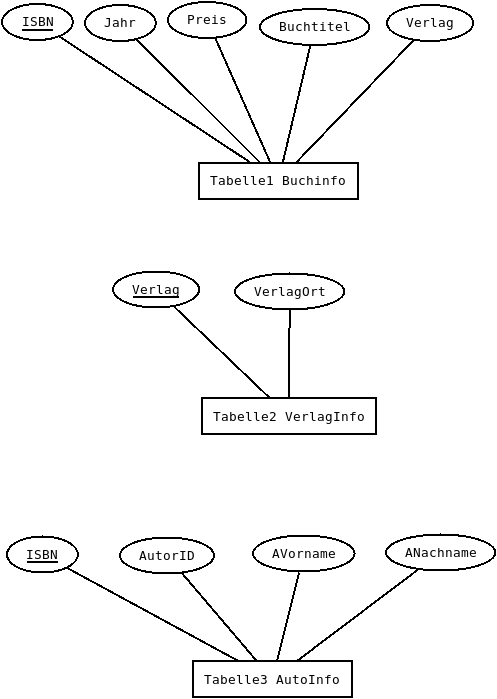 ISBN Jahr Preis Buchtitel Verlag
Tabelle1 Buchinfo
Verlag VerlagOrt
Tabelle2 VerlagInfo
ISBN AutorID AVorname ANachname
Tabelle3 AutoInfo